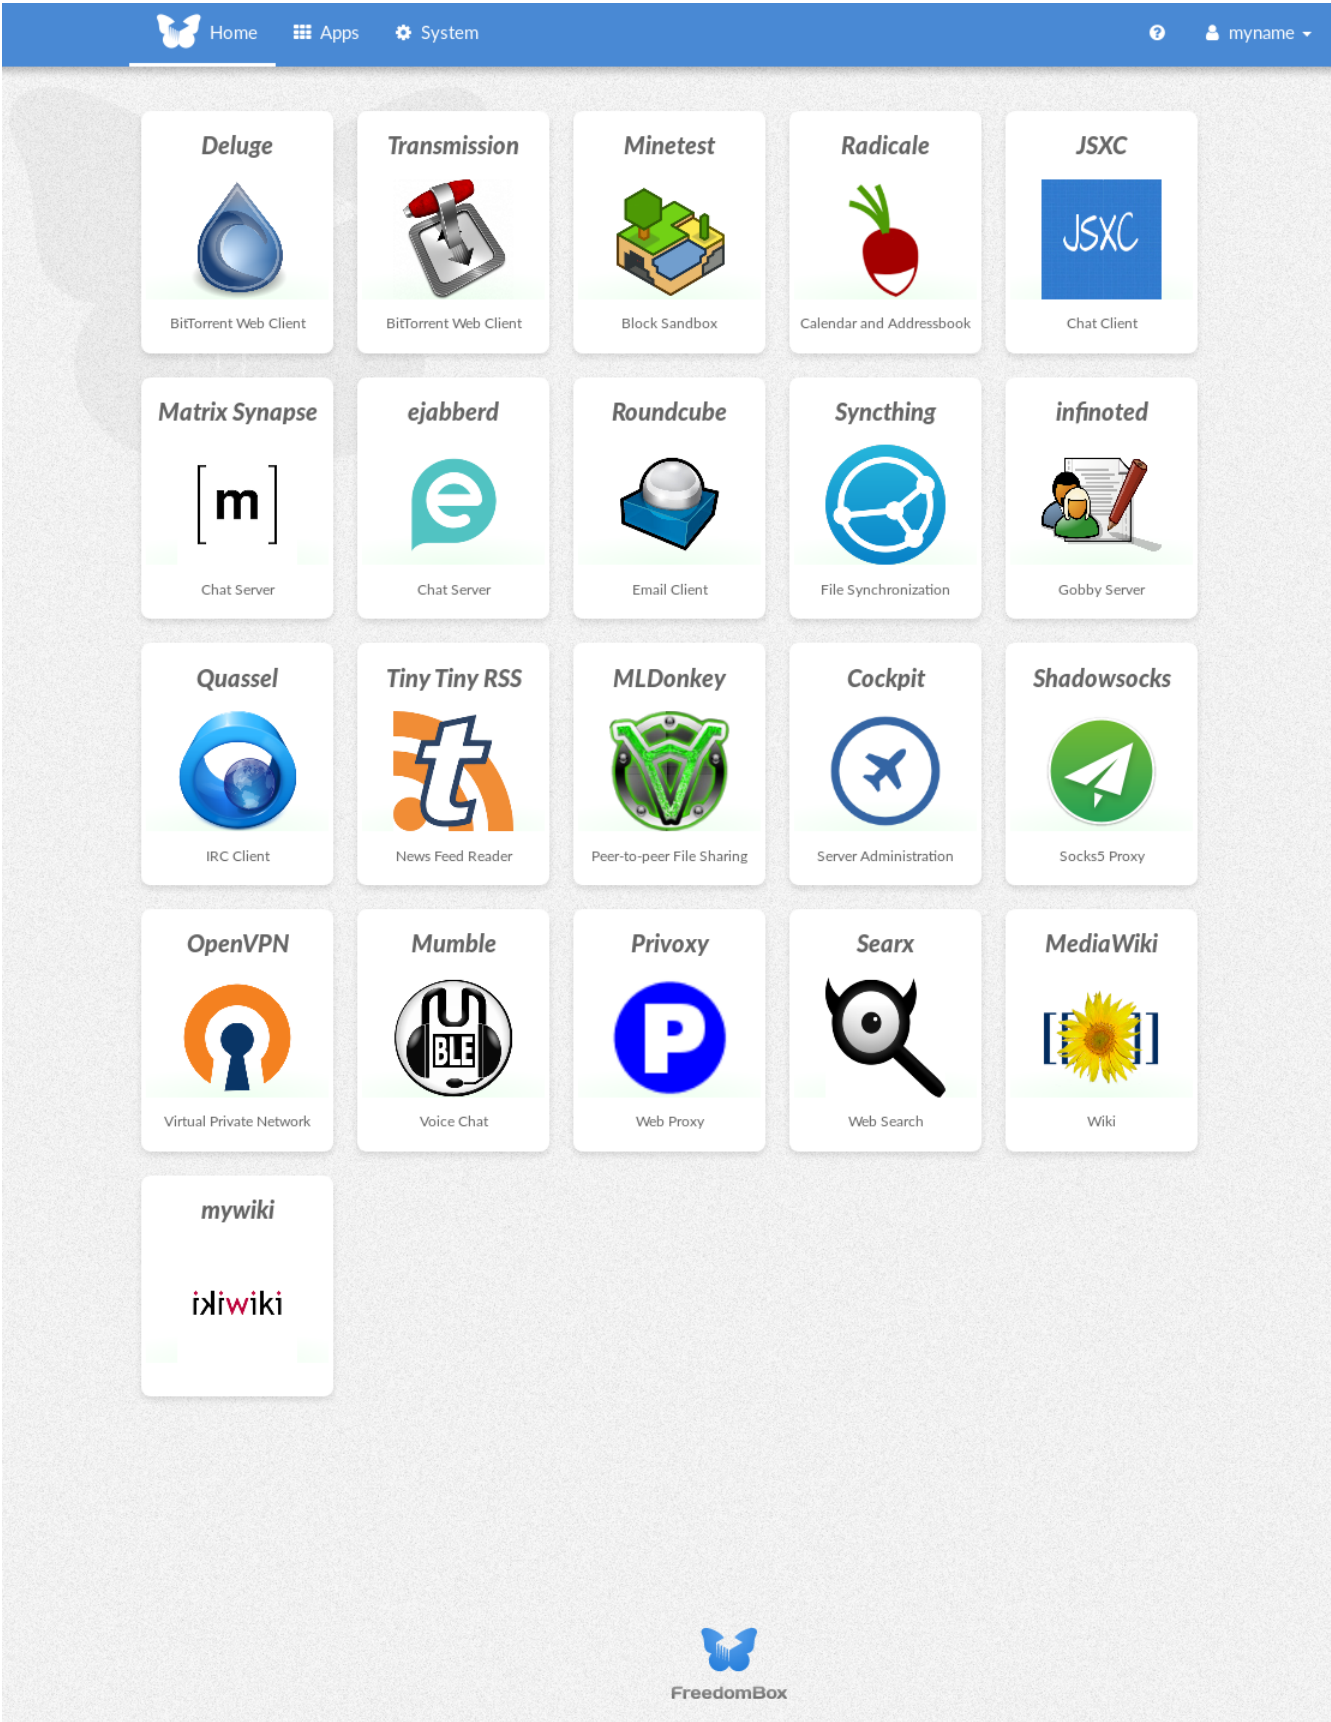 Home Apps System myname
Deluge Transmission Minetest Radicale JSXC
JSXC
BitTorrent Web Client BitTorrent Web Client Block Sandbox Calendar and Addressbook Chat Client
Matrix Synapse ejabberd Roundcube Syncthing infinoted
[m] e
Chat Server Chat Server Email Client File Synchronization Gobby Server
Quassel Tiny Tiny RSS MLDonkey Cockpit Shadowsocks
t
IRC Client News Feed Reader Peer-to-peer File Sharing Server Administration Socks5 Proxy
OpenVPN Mumble Privoxy Searx MediaWiki
BLE P [[ ]]
Virtual Private Network Voice Chat Web Proxy Web Search Wiki
mywiki
ikiwiki
FreedomBox